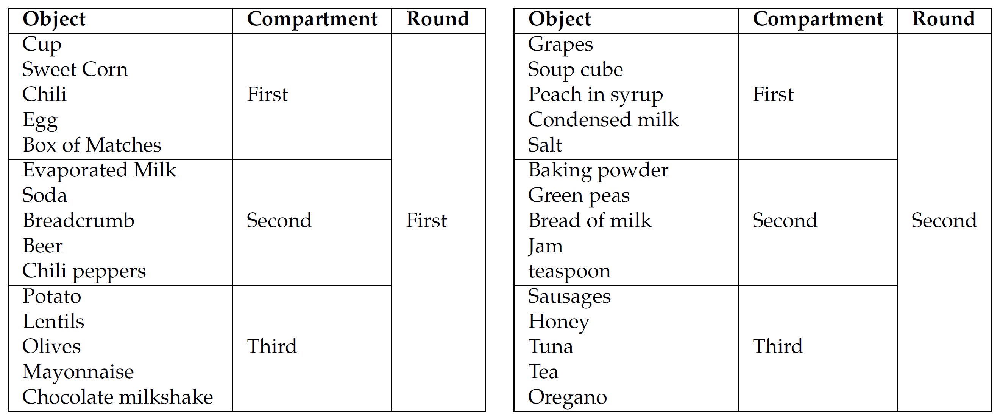 Object Compartment Round
Cup
Sweet Corn
Chili First
Egg
Box of Matches
Evaporated Milk
Soda
Breadcrumb Second First
Beer
Chili peppers
Potato
Lentils
Olives Third
Mayonnaise
Chocolate milkshake
Object Compartment Round
Grapes
Soup cube
Peach in syrup First
Condensed milk
Salt
Baking powder
Green peas
Bread of milk Second Second
Jam
teaspoon
Sausages
Honey
Tuna Third
Tea
Oregano